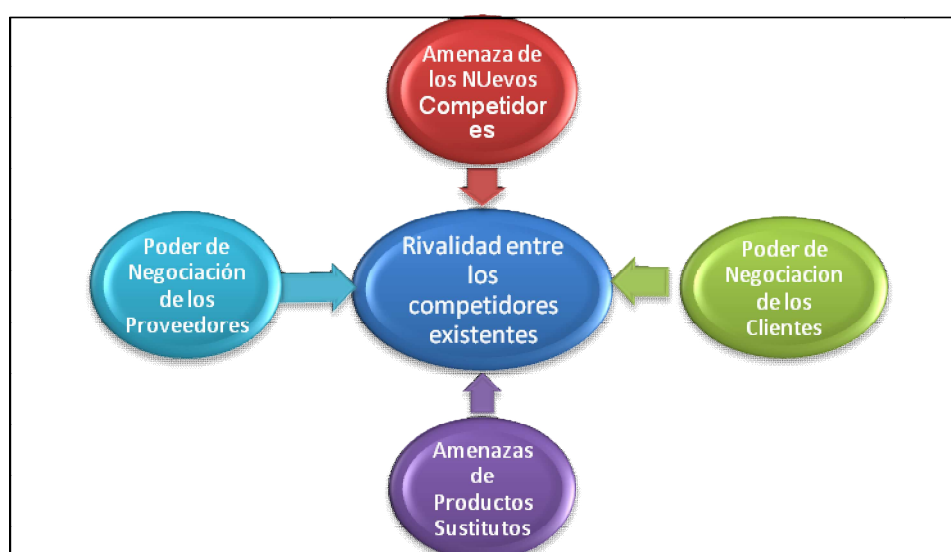 Amenaza de
los NUevos
Competidor
es
Poder de
Negociación
de los
Proveedores
Rivalidad entre
los
competidores
existentes
Poder de
Negociacion
de los
Clientes
Amenazas
de
Productos
Sustitutos